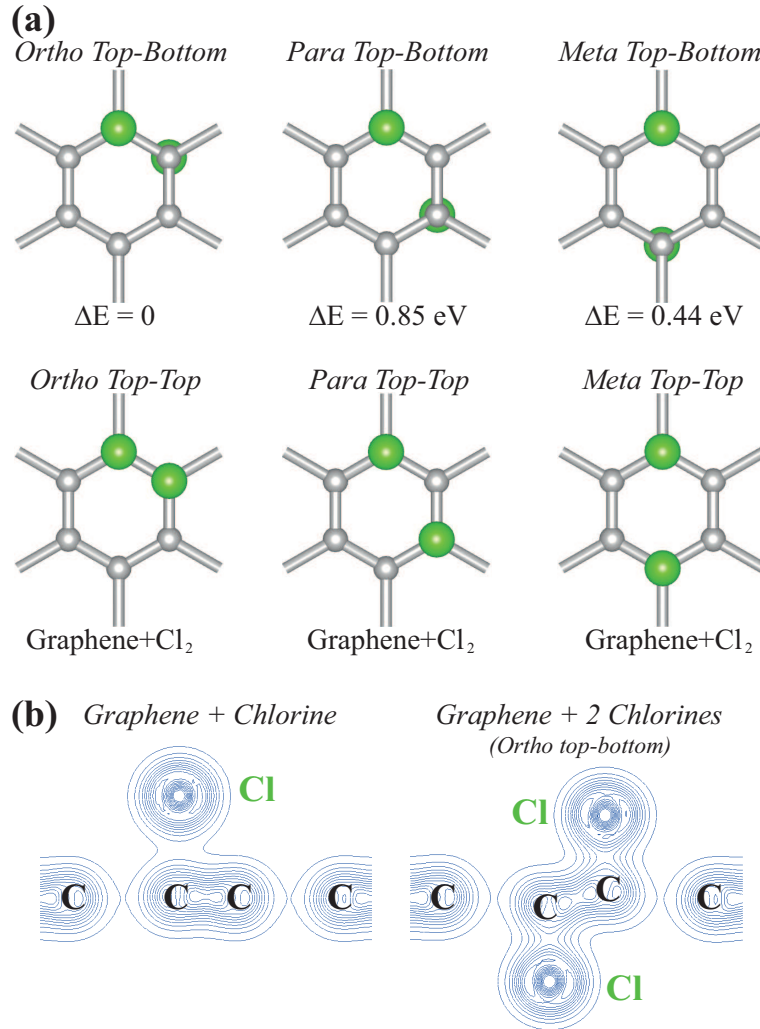 (a)
Ortho Top-Bottom Para Top-Bottom Meta Top-Bottom
ΔE = 0 ΔE = 0.85 eV ΔE = 0.44 eV
Ortho Top-Top Para Top-Top Meta Top-Top
Graphene+Cl₂ Graphene+Cl₂ Graphene+Cl₂
(b) Graphene + Chlorine Graphene + 2 Chlorines
(Ortho top-bottom)
Cl Cl
C C C C C C C C
Cl